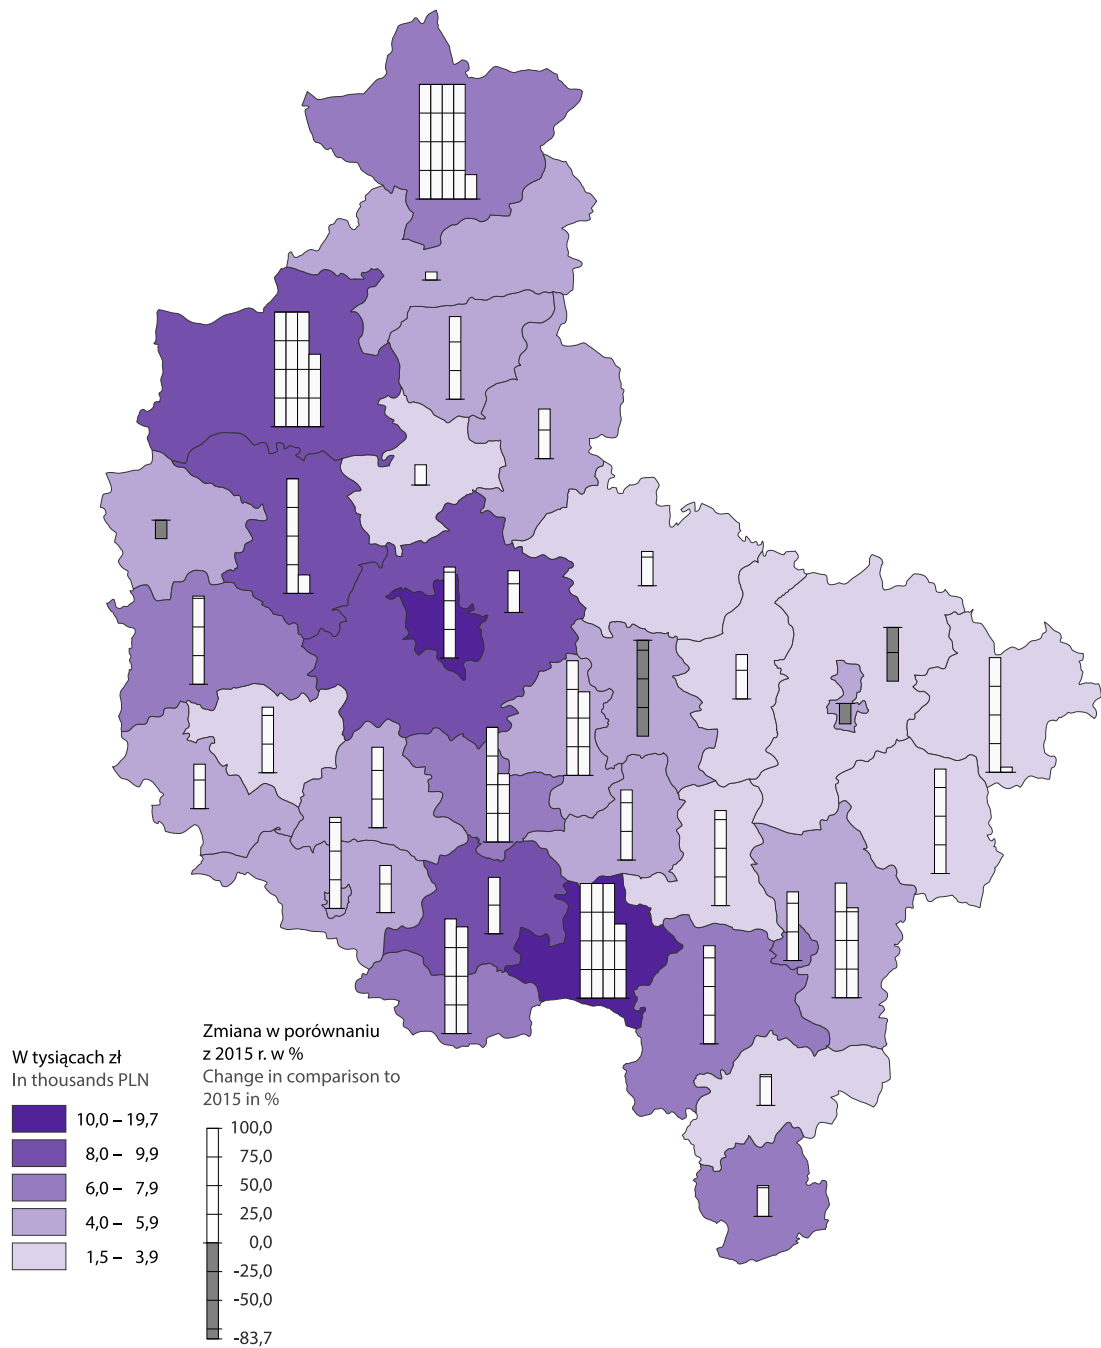 W tysiącach zł
In thousands PLN
10,0 – 19,7
8,0 – 9,9
6,0 – 7,9
4,0 – 5,9
1,5 – 3,9
Zmiana w porównaniu
z 2015 r. w %
Change in comparison to
2015 in %
100,0
75,0
50,0
25,0
0,0
-25,0
-50,0
-83,7